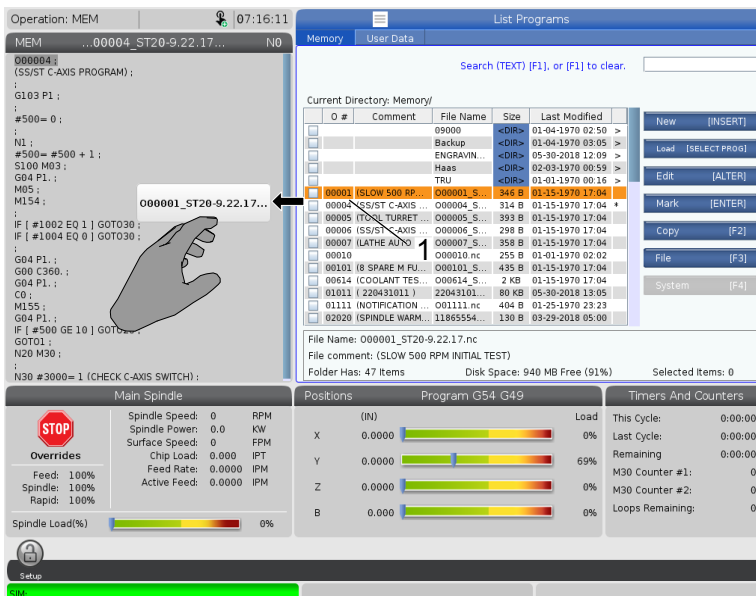 Operation: MEM
07:16:11
List Programs
MEM ...00004_ST20-9.22.17... N0
Memory User Data
O00004 ;
(SS/ST C-AXIS PROGRAM) ;
;
G103 P1 ;
;
#500= 0 ;
;
N1 ;
#500= #500 + 1 ;
S100 M03 ;
G04 P1. ;
M05 ;
M154 ;
;
IF [ #1002 EQ 1 ] GOTO30 ;
IF [ #1004 EQ 0 ] GOTO30 ;
;
G04 P1. ;
G00 C360. ;
G04 P1. ;
C0 ;
M155 ;
G04 P1. ;
IF [ #500 GE 10 ] GOTO20 ;
GOTO1 ;
N20 M30 ;
;
N30 #3000= 1 (CHECK C-AXIS SWITCH) ;
O00001_ST20-9.22.17...
1
Search (TEXT) [F1], or [F1] to clear.
Current Directory: Memory/
O # Comment File Name Size Last Modified
09000 <DIR> 01-04-1970 02:50 >
Backup <DIR> 01-04-1970 03:05 >
ENGRAVIN... <DIR> 05-30-2018 12:09 >
Haas <DIR> 02-03-1970 00:59 >
TRU <DIR> 01-01-1970 00:16 >
00001 (SLOW 500 RP... O00001_S... 346 B 01-15-1970 17:04
00004 (SS/ST C-AXIS ... O00004_S... 314 B 01-15-1970 17:04 *
00005 (TOOL TURRET ... O00005_S... 393 B 01-15-1970 17:04
00006 (SS/ST C-AXIS ... O00006_S... 298 B 01-15-1970 17:04
00007 (LATHE AUTO O00007_S... 358 B 01-15-1970 17:04
00010 O00010.nc 255 B 01-01-1970 02:02
00101 (8 SPARE M FU... O00101_S... 435 B 01-15-1970 17:04
00614 (COOLANT TES... O00614_S... 2 KB 01-15-1970 17:04
01011 ( 220431011 ) 22043101... 80 KB 05-30-2018 13:05
01111 (NOTIFICATION ... O01111.nc 404 B 01-25-1970 23:23
02020 (SPINDLE WARM... 11865554... 130 B 03-29-2018 05:00
New [INSERT]
Load [SELECT PROG]
Edit [ALTER]
Mark [ENTER]
Copy [F2]
File [F3]
System [F4]
File Name: O00001_ST20-9.22.17.nc
File comment: (SLOW 500 RPM INITIAL TEST)
Folder Has: 47 Items Disk Space: 940 MB Free (91%) Selected Items: 0
Main Spindle
STOP
Overrides
Feed: 100%
Spindle: 100%
Rapid: 100%
Spindle Speed: 0 RPM
Spindle Power: 0.0 KW
Surface Speed: 0 FPM
Chip Load: 0.000 IPT
Feed Rate: 0.0000 IPM
Active Feed: 0.0000 IPM
Spindle Load(%) 0%
Positions Program G54 G49
(IN) Load
X 0.0000 0%
Y 0.0000 69%
Z 0.0000 0%
B 0.000 0%
Timers And Counters
This Cycle: 0:00:00
Last Cycle: 0:00:00
Remaining 0:00:00
M30 Counter #1: 0
M30 Counter #2: 0
Loops Remaining: 0
Setup
SIM: